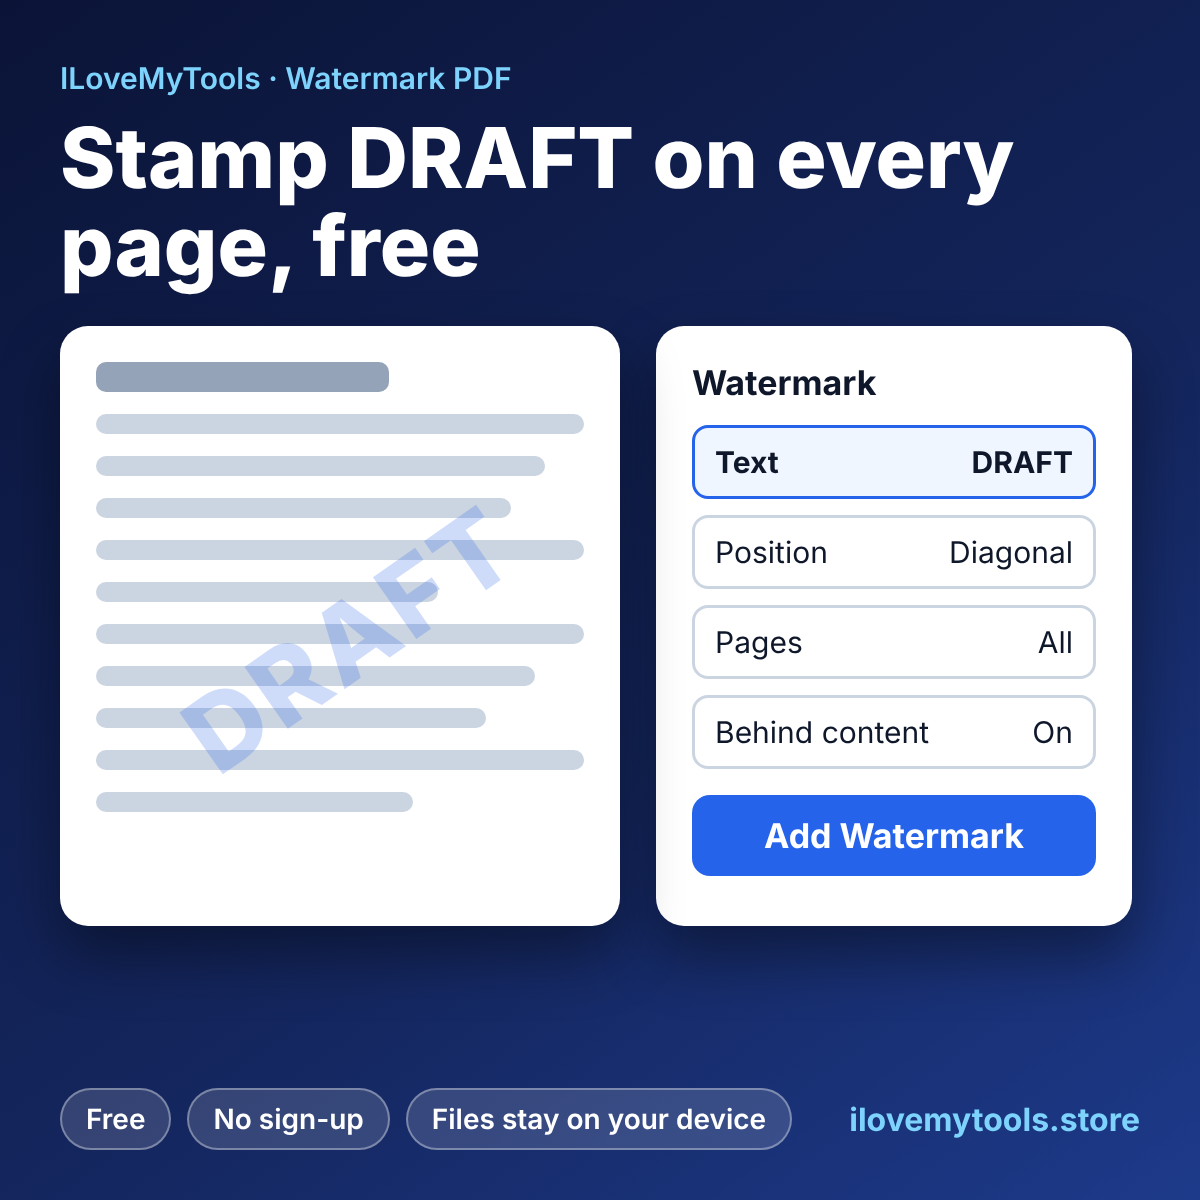 ILoveMyTools · Watermark PDF
Stamp DRAFT on every
page, free
DRAFT
Watermark
Text DRAFT
Position Diagonal
Pages All
Behind content On
Add Watermark
Free
No sign-up
Files stay on your device
ilovemytools.store